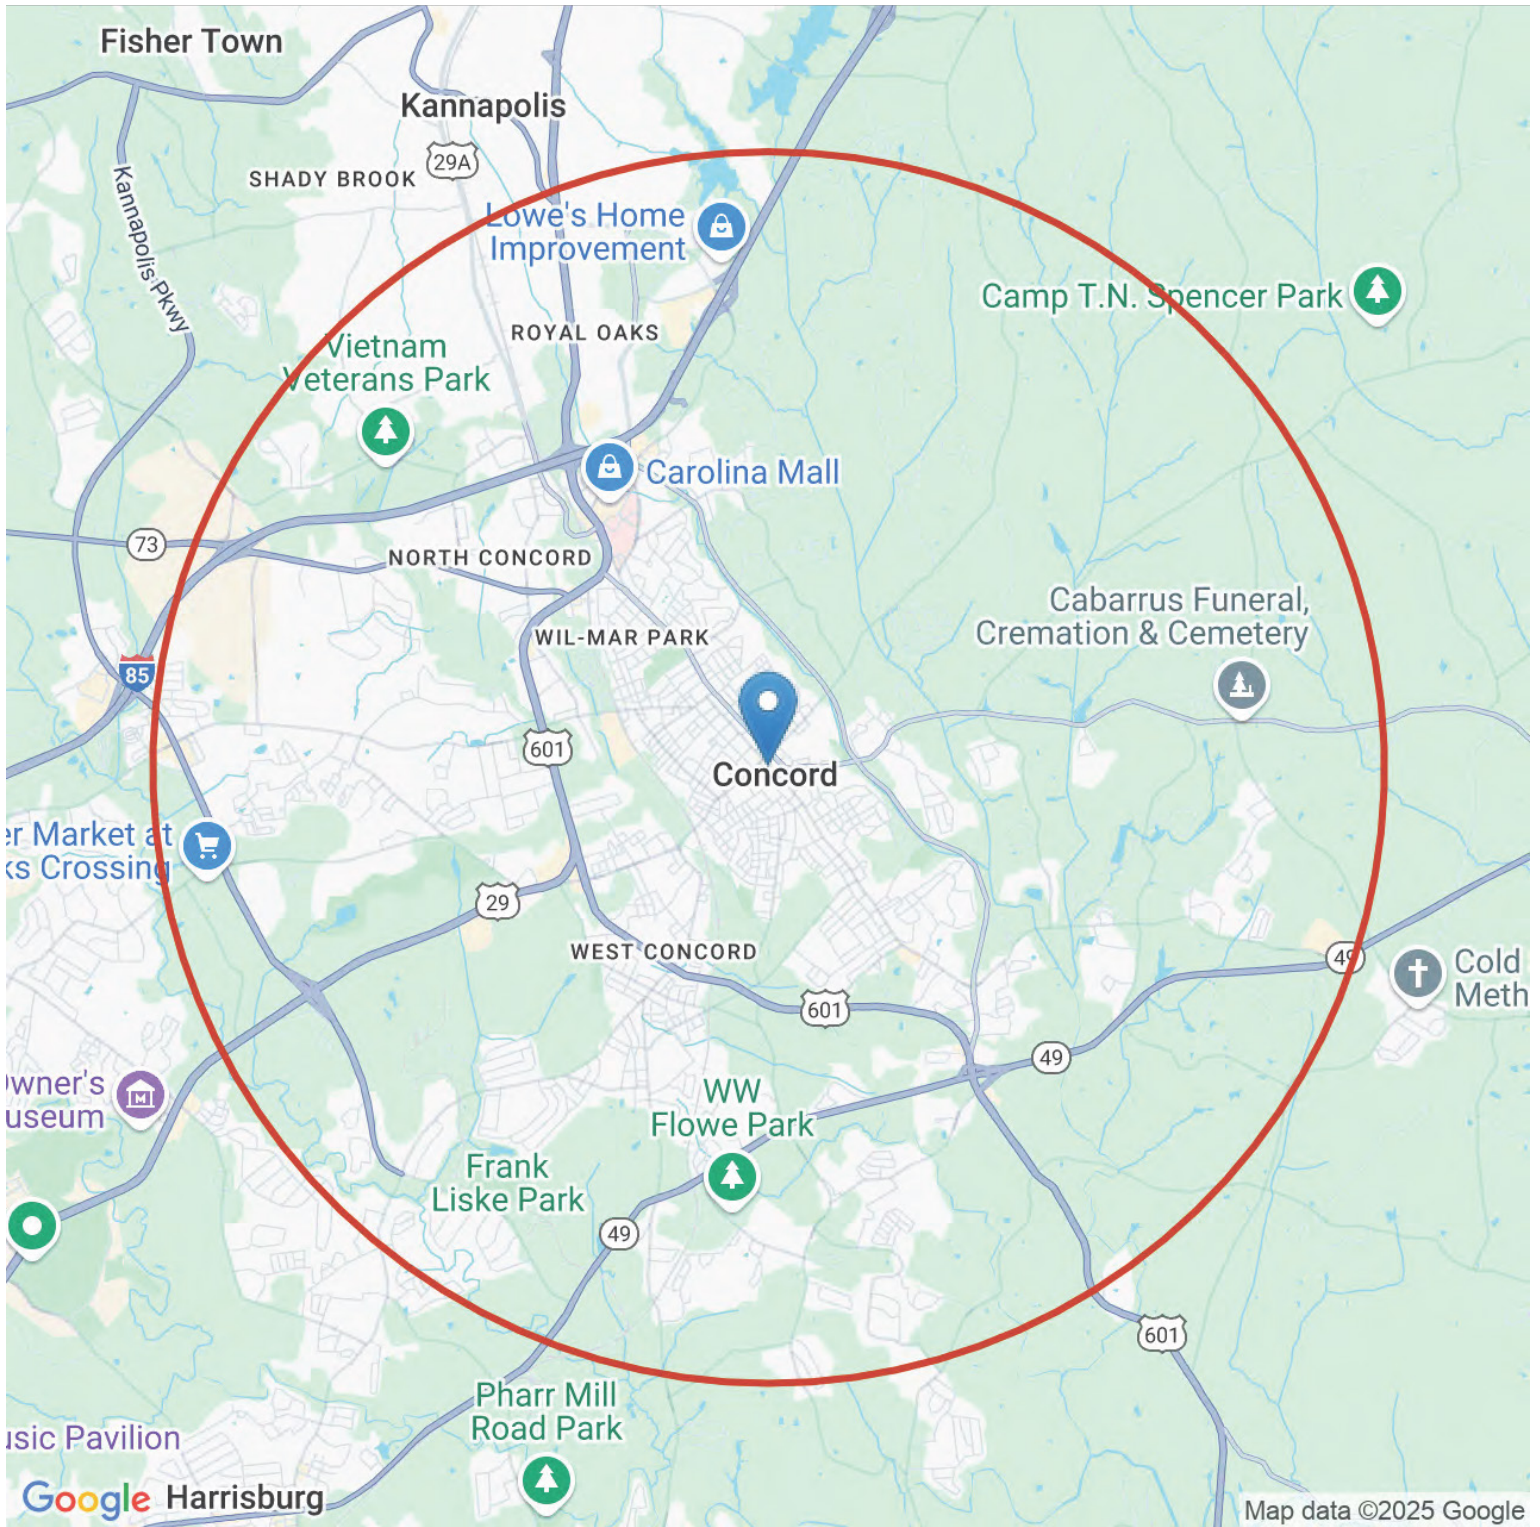 Fisher Town
Kannapolis
29A
SHADY BROOK
Kannapolis Pkwy
Lowe's Home
Improvement
Camp T.N. Spencer Park
ROYAL OAKS
Vietnam
Veterans Park
Carolina Mall
73
NORTH CONCORD
Cabarrus Funeral,
Cremation & Cemetery
WIL-MAR PARK
85
601
Concord
er Market at
ks Crossing
29
WEST CONCORD
49
Cold
Meth
601
49
wner's
useum
WW
Flowe Park
Frank
Liske Park
49
601
Pharr Mill
Road Park
usic Pavilion
Google
Harrisburg
Map data ©2025 Google